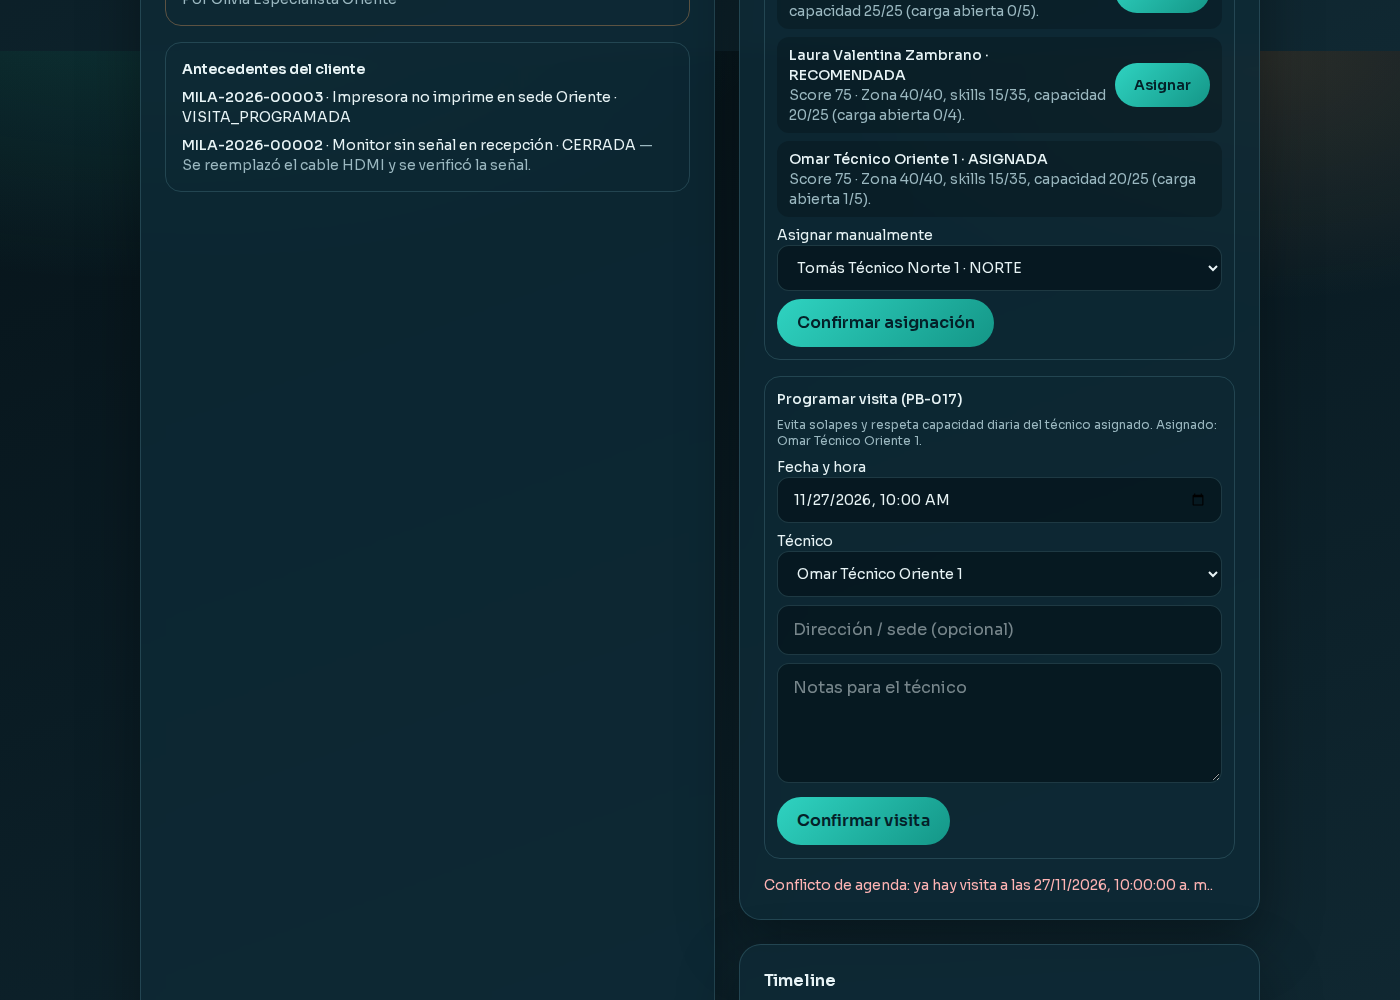 Por Olivia Especialista Oriente
Antecedentes del cliente
MILA-2026-00003 · Impresora no imprime en sede Oriente ·
VISITA_PROGRAMADA
MILA-2026-00002 · Monitor sin señal en recepción · CERRADA —
Se reemplazó el cable HDMI y se verificó la señal.
capacidad 25/25 (carga abierta 0/5).
Laura Valentina Zambrano ·
RECOMENDADA
Score 75 · Zona 40/40, skills 15/35, capacidad
20/25 (carga abierta 0/4).
Asignar
Omar Técnico Oriente 1 · ASIGNADA
Score 75 · Zona 40/40, skills 15/35, capacidad 20/25 (carga
abierta 1/5).
Asignar manualmente
Tomás Técnico Norte 1 · NORTE
Confirmar asignación
Programar visita (PB-017)
Evita solapes y respeta capacidad diaria del técnico asignado. Asignado:
Omar Técnico Oriente 1.
Fecha y hora
11/27/2026, 10:00 AM
Técnico
Omar Técnico Oriente 1
Dirección / sede (opcional)
Notas para el técnico
Confirmar visita
Conflicto de agenda: ya hay visita a las 27/11/2026, 10:00:00 a. m..
Timeline